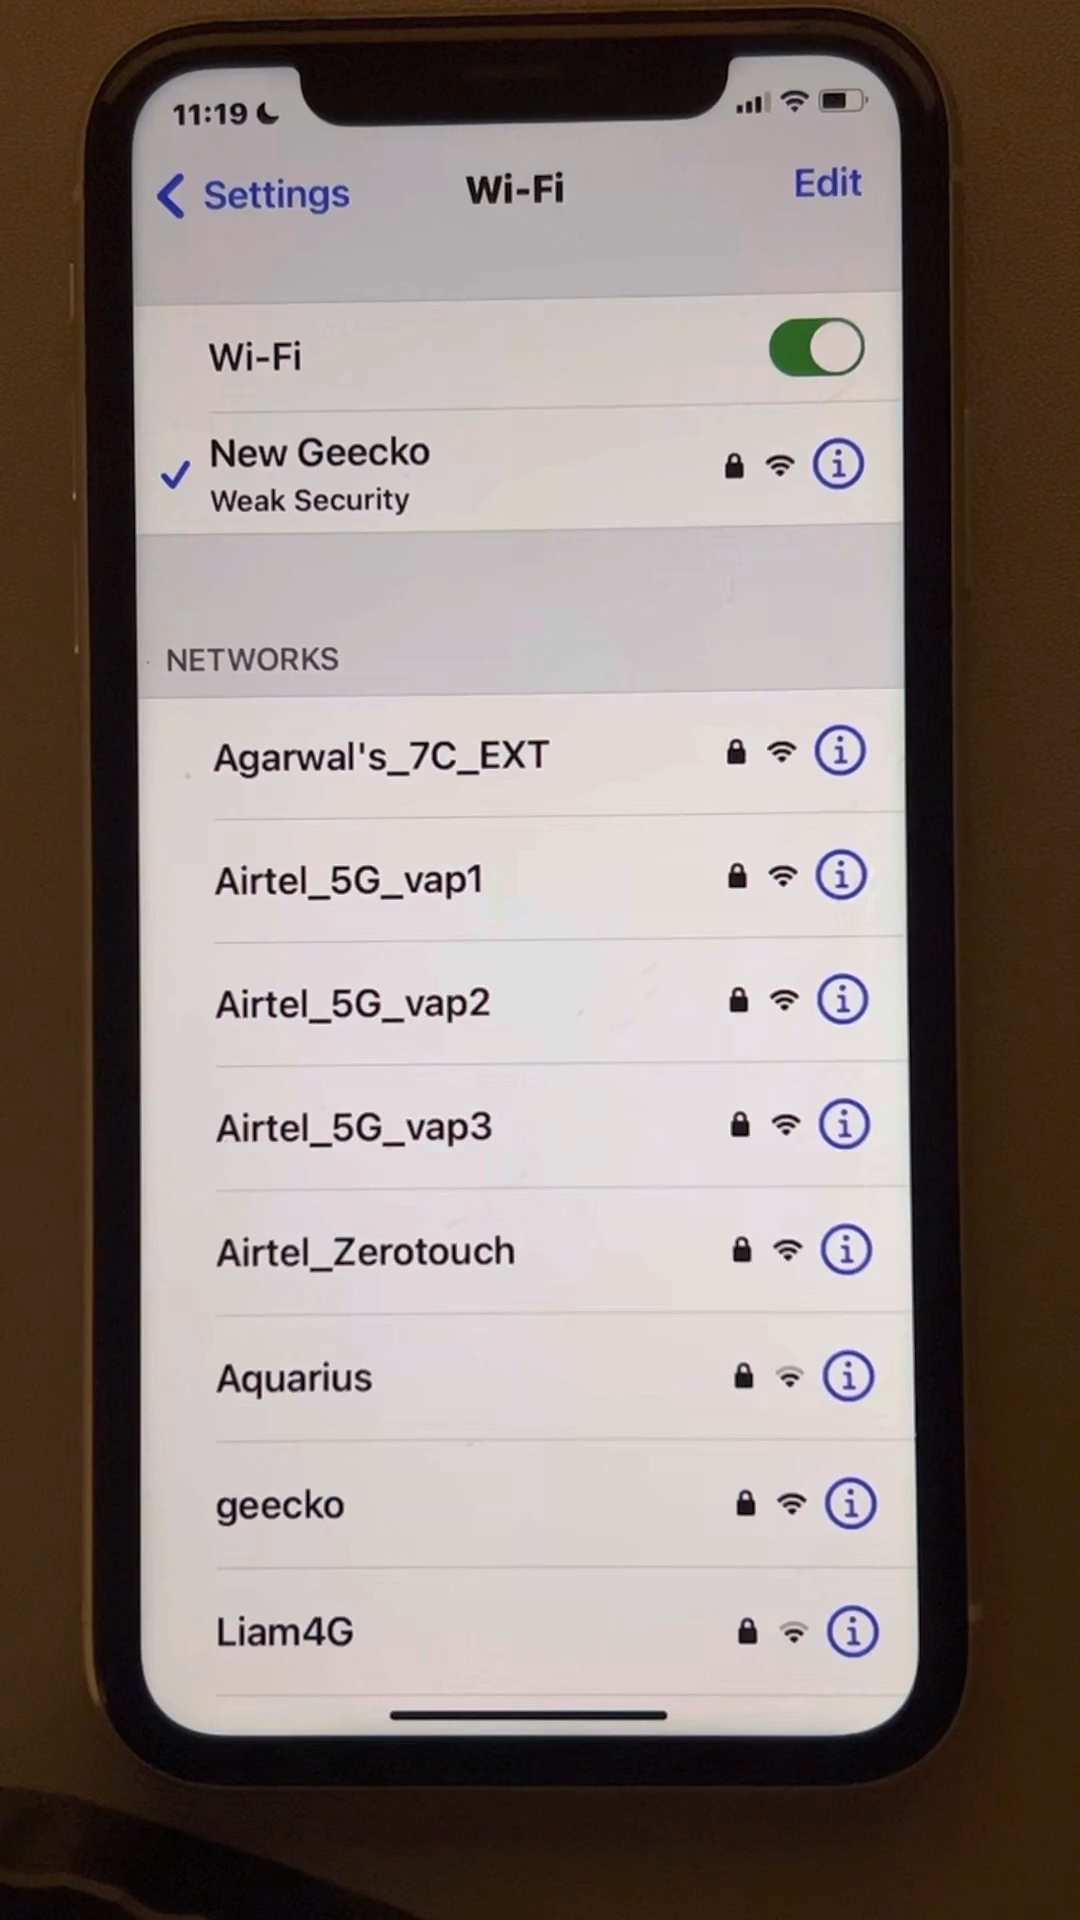 11:19
Settings
Wi-Fi
Edit
Wi-Fi
New Geecko
Weak Security
NETWORKS
Agarwal's_7C_EXT
Airtel_5G_vap1
Airtel_5G_vap2
Airtel_5G_vap3
Airtel_Zerotouch
Aquarius
geecko
Liam4G